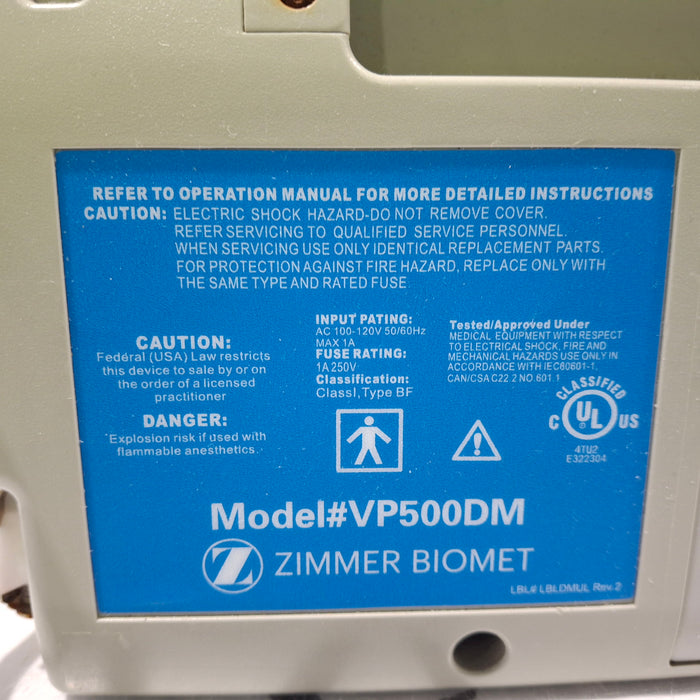 REFER TO OPERATION MANUAL FOR MORE DETAILED INSTRUCTIONS
CAUTION: ELECTRIC SHOCK HAZARD-DO NOT REMOVE COVER.
REFER SERVICING TO QUALIFIED SERVICE PERSONNEL.
WHEN SERVICING USE ONLY IDENTICAL REPLACEMENT PARTS.
FOR PROTECTION AGAINST FIRE HAZARD, REPLACE ONLY WITH
THE SAME TYPE AND RATED FUSE.
CAUTION:
Federal (USA) Law restricts
this device to sale by or on
the order of a licensed
practitioner
DANGER:
Explosion risk if used with
flammable anesthetics.
INPUT PATING:
AC 100-120V 50/60Hz
MAX 1A
FUSE RATING:
1A 250V
Classification:
ClassI, Type BF
Tested/Approved Under
MEDICAL EQUIPMENT WITH RESPECT
TO ELECTRICAL SHOCK, FIRE AND
MECHANICAL HAZARDS USE ONLY IN
ACCORDANCE WITH IEC60601-1,
CAN/CSA C22.2 NO.601.1
CLASSIFIED
C UL US
4TU2
E322304
Model#VP500DM
Z ZIMMER BIOMET
LBL# LBLDMUL Rev.2